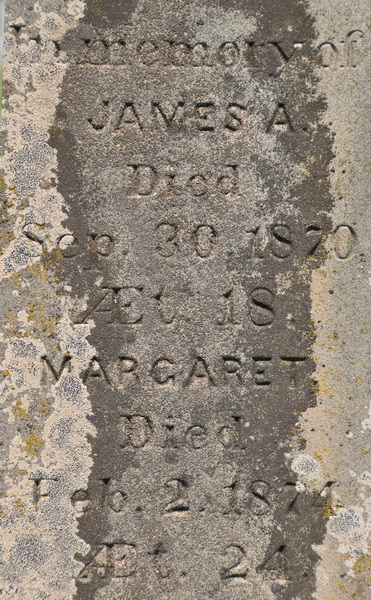 In memory of
JAMES A.
Died
Sep. 30, 1870.
Æt 18
MARGARET
Died
Feb. 2, 1874.
Æt. 24.